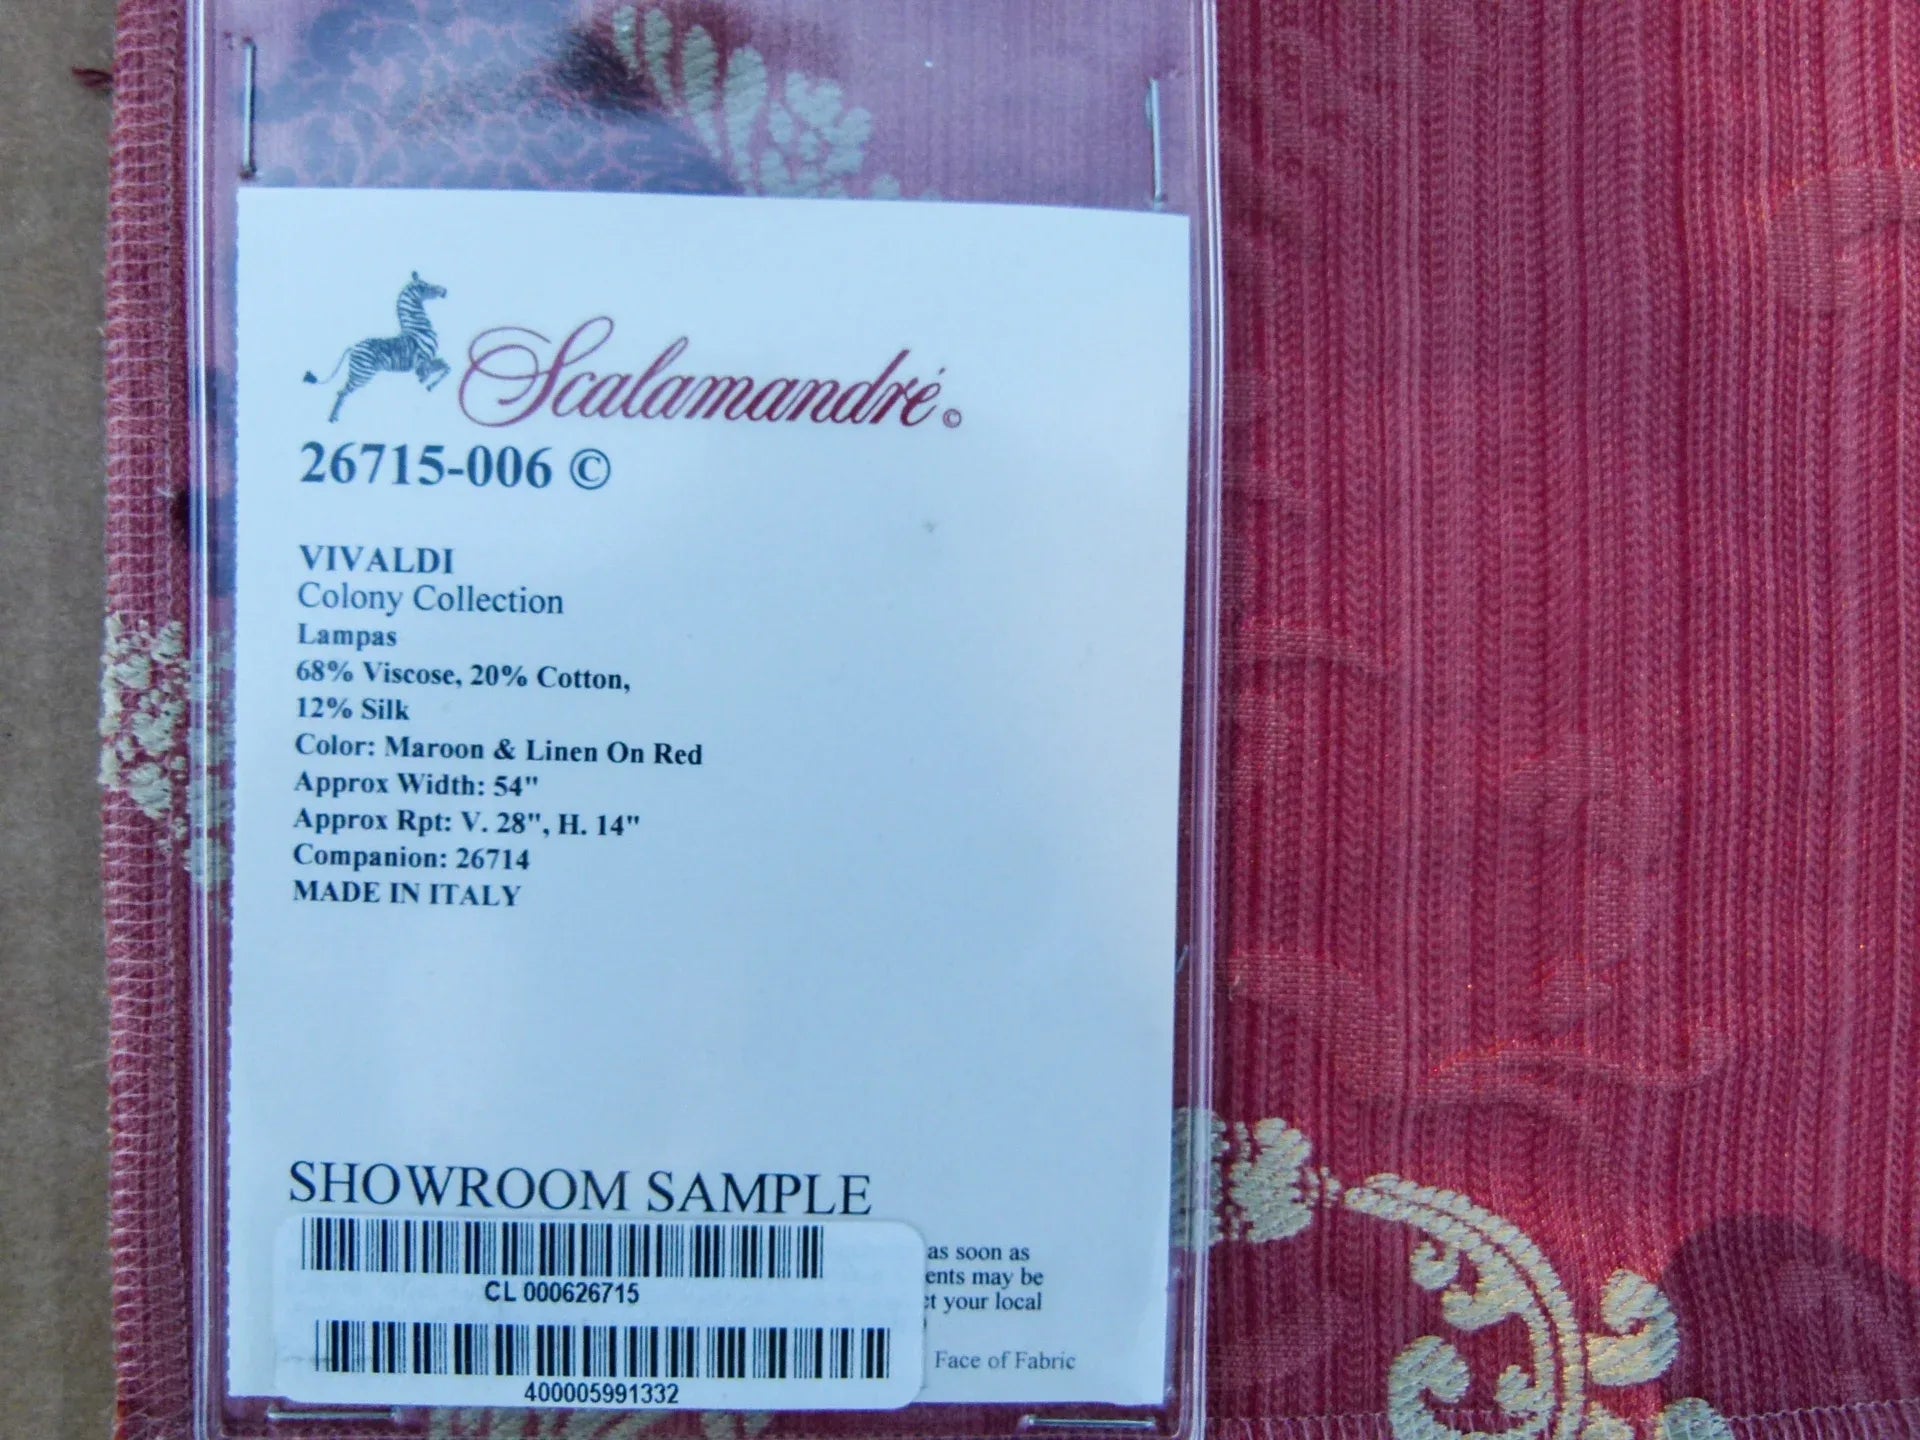 Scalamandré ©
26715-006 ©
VIVALDI
Colony Collection
Lampas
68% Viscose, 20% Cotton,
12% Silk
Color: Maroon & Linen On Red
Approx Width: 54"
Approx Rpt: V. 28", H. 14"
Companion: 26714
MADE IN ITALY
SHOWROOM SAMPLE
CL 000626715
400005991332
as soon as
may be
your local
Face of Fabric